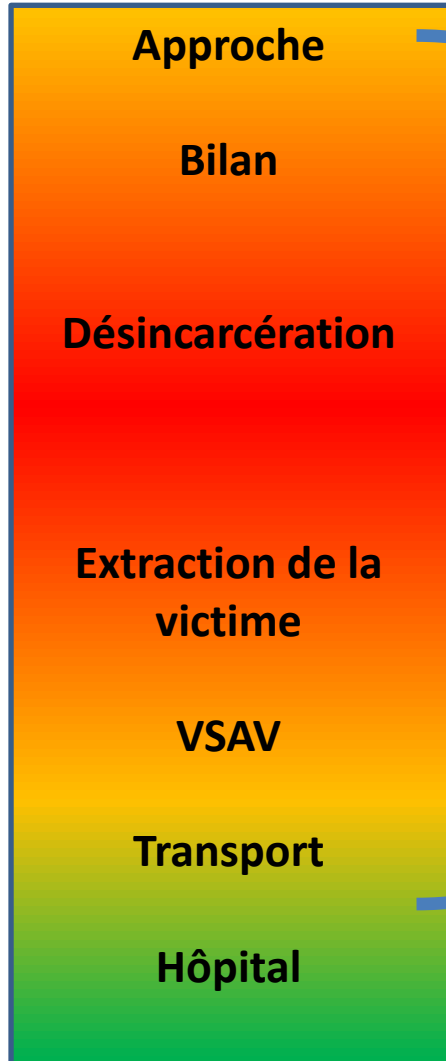 Approche
Bilan
Désincarcération
Extraction de la
victime
VSAV
Transport
Hôpital